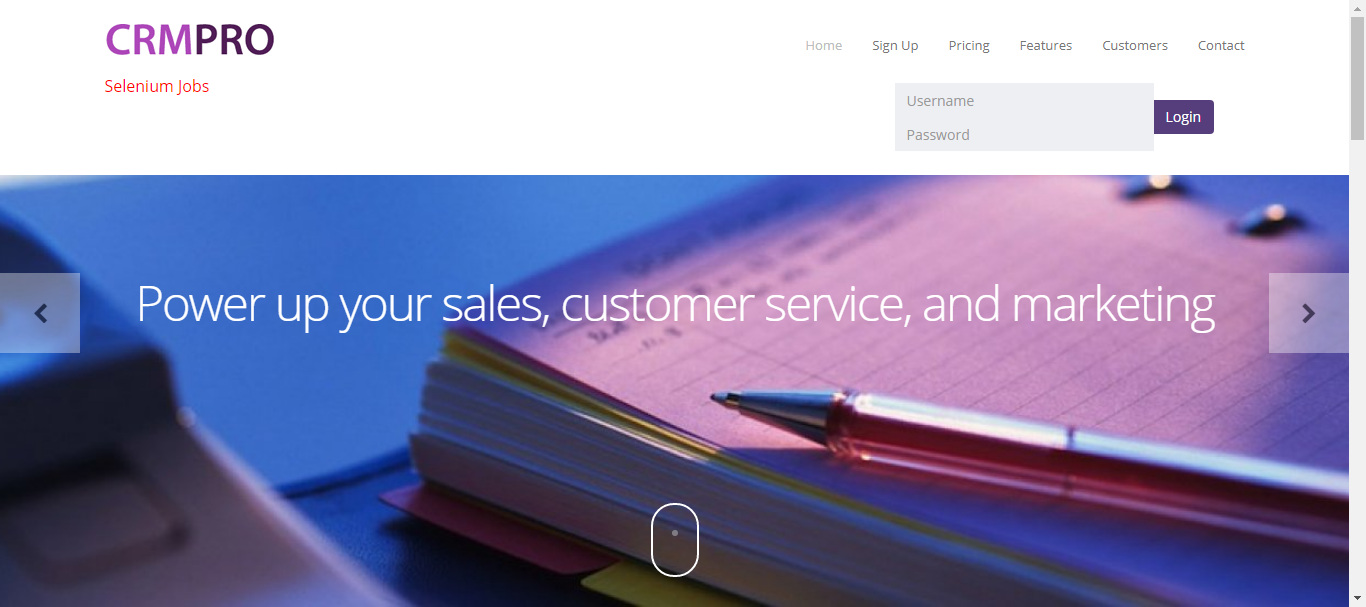 CRMPRO
Home Sign Up Pricing Features Customers Contact
Selenium Jobs
Username
Password
Login
Power up your sales, customer service, and marketing